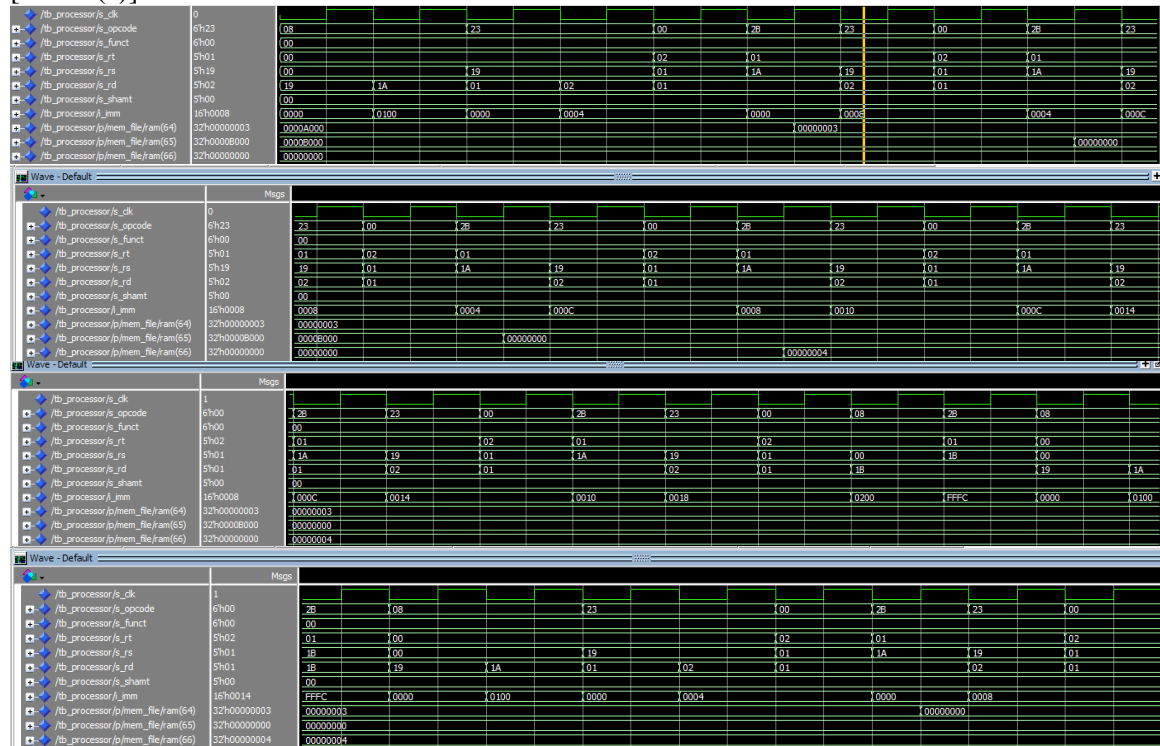 /tb_processor/s_clk 0
/tb_processor/s_opcode 6'h23 08 23 00 2B 23 00 2B 23
/tb_processor/s_funct 6'h00 00
/tb_processor/s_rt 5'h01 00 02 01 02 01
/tb_processor/s_rs 5'h19 00 19 01 1A 19 01 1A 19
/tb_processor/s_rd 5'h02 19 1A 01 02 01 02 01 02
/tb_processor/s_shamt 5'h00 00
/tb_processor/i_imm 16'h0008 0000 0100 0000 0004 0000 0008 0004 000C
/tb_processor/p/mem_file/ram(64) 32'h00000003 0000A000 00000003
/tb_processor/p/mem_file/ram(65) 32'h0000B000 0000B000 00000000
/tb_processor/p/mem_file/ram(66) 32'h00000000 00000000
Wave - Default
Msgs
/tb_processor/s_clk 0
/tb_processor/s_opcode 6'h23 23 00 2B 23 00 2B 23 00 2B 23
/tb_processor/s_funct 6'h00 00
/tb_processor/s_rt 5'h01 01 02 01 02 01 02 01
/tb_processor/s_rs 5'h19 19 01 1A 19 01 1A 19 01 1A 19
/tb_processor/s_rd 5'h02 02 01 02 01 02 01 02
/tb_processor/s_shamt 5'h00 00
/tb_processor/i_imm 16'h0008 0008 0004 000C 0008 0010 000C 0014
/tb_processor/p/mem_file/ram(64) 32'h00000003 00000003
/tb_processor/p/mem_file/ram(65) 32'h0000B000 0000B000 00000000
/tb_processor/p/mem_file/ram(66) 32'h00000000 00000000 00000004
Wave - Default
Msgs
/tb_processor/s_clk 1
/tb_processor/s_opcode 6'h00 2B 23 00 2B 23 00 08 2B 08
/tb_processor/s_funct 6'h00 00
/tb_processor/s_rt 5'h02 01 02 01 02 01 00
/tb_processor/s_rs 5'h01 1A 19 01 1A 19 01 00 1B 00
/tb_processor/s_rd 5'h01 01 02 01 02 01 1B 19 1A
/tb_processor/s_shamt 5'h00 00
/tb_processor/i_imm 16'h0008 000C 0014 0010 0018 0200 FFFC 0000 0100
/tb_processor/p/mem_file/ram(64) 32'h00000003 00000003
/tb_processor/p/mem_file/ram(65) 32'h0000B000 00000000
/tb_processor/p/mem_file/ram(66) 32'h00000000 00000004
Wave - Default
Msgs
/tb_processor/s_clk 1
/tb_processor/s_opcode 6'h00 2B 08 23 00 2B 23 00
/tb_processor/s_funct 6'h00 00
/tb_processor/s_rt 5'h02 01 00 02 01 02
/tb_processor/s_rs 5'h01 1B 00 19 01 1A 19 01
/tb_processor/s_rd 5'h01 1B 19 1A 01 02 01 02 01
/tb_processor/s_shamt 5'h00 00
/tb_processor/i_imm 16'h0014 FFFC 0000 0100 0000 0004 0000 0008
/tb_processor/p/mem_file/ram(64) 32'h00000003 00000003 00000000
/tb_processor/p/mem_file/ram(65) 32'h00000000 00000000
/tb_processor/p/mem_file/ram(66) 32'h00000004 00000004